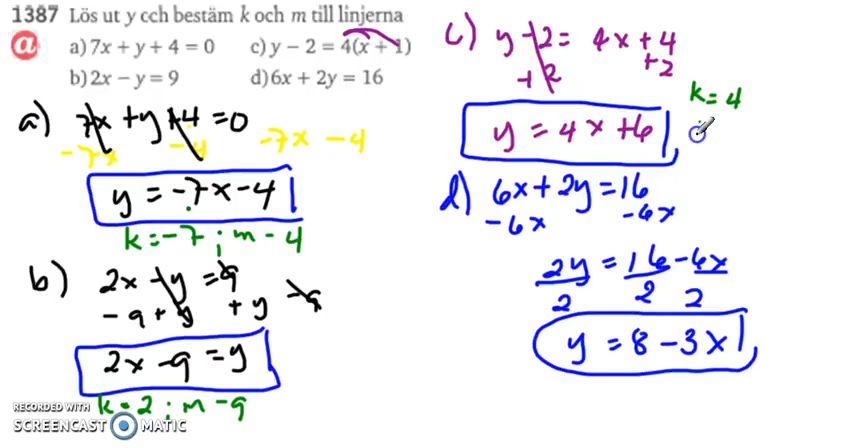 1387 Lös ut y cch bestäm k och m till linjerna
a
a) 7x + y + 4 = 0 c) y − 2 = 4(x + 1)
b) 2x − y = 9 d) 6x + 2y = 16
a) 7x + y + 4 = 0
−7x −4 −7x − 4
y = −7x − 4
k = −7 ; m − 4
b) 2x − y = 9
− 9 + y + y − 9
2x − 9 = y
k = 2 ; m − 9
c) y − 2 = 4x + 4
+ 2 + 2
y = 4x + 6
k = 4
d) 6x + 2y = 16
− 6x − 6x
2y = 16 − 6x
2 2 2
y = 8 − 3x
RECORDED WITH
SCREENCAST MATIC